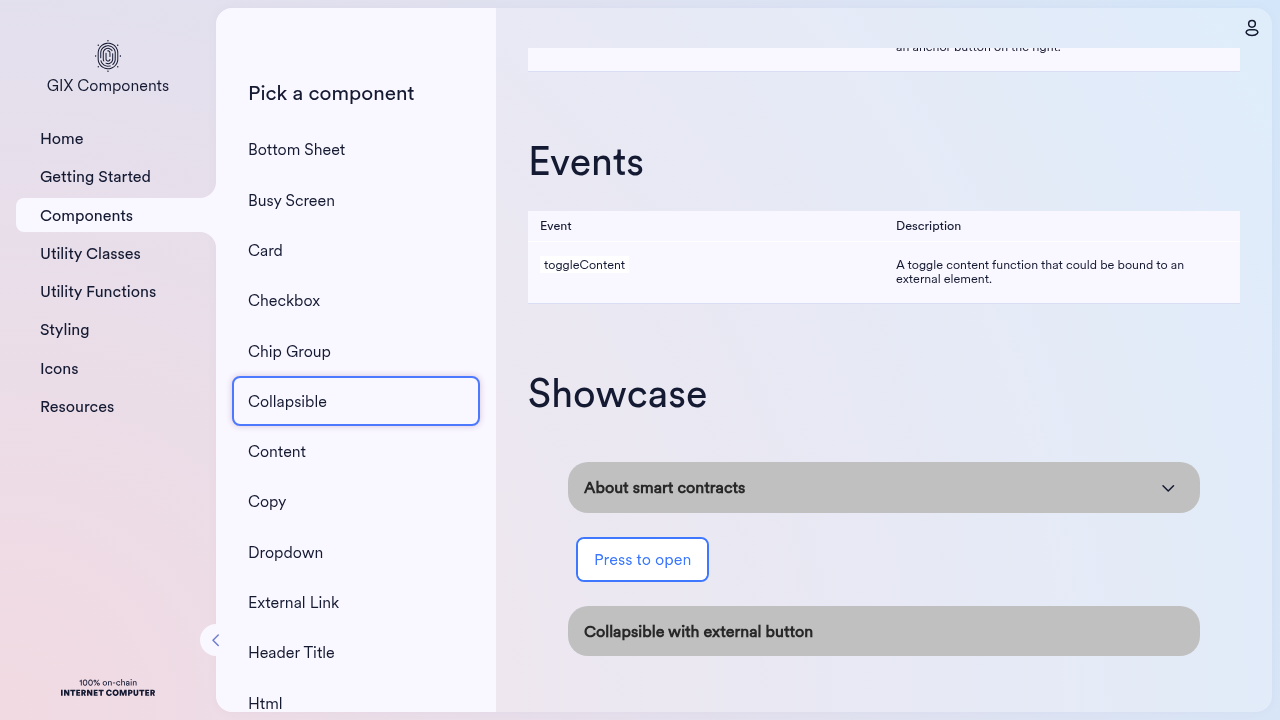 GIX Components
Home
Getting Started
Components
Utility Classes
Utility Functions
Styling
Icons
Resources
100% on-chain
INTERNET COMPUTER
Pick a component
Bottom Sheet
Busy Screen
Card
Checkbox
Chip Group
Collapsible
Content
Copy
Dropdown
External Link
Header Title
Html
an anchor button on the right.
Events
Event Description
toggleContent A toggle content function that could be bound to an
external element.
Showcase
About smart contracts
Press to open
Collapsible with external button